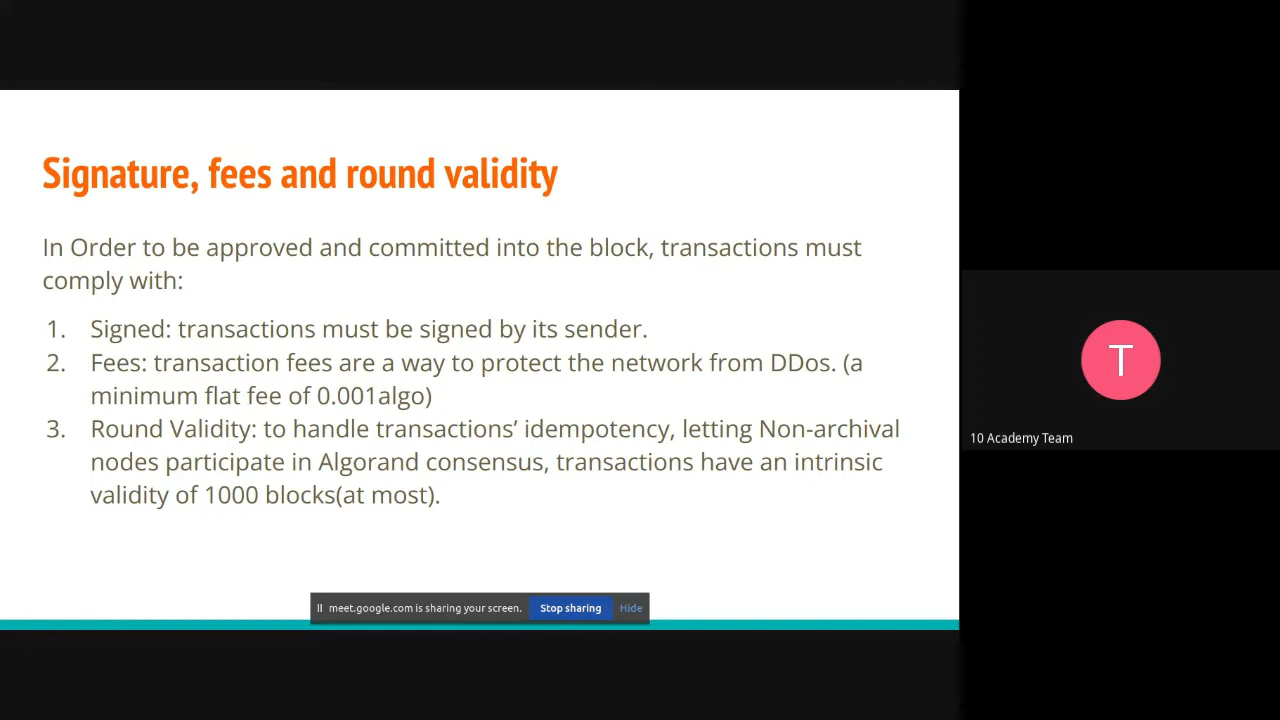 Signature, fees and round validity
In Order to be approved and committed into the block, transactions must
comply with:
1. Signed: transactions must be signed by its sender.
2. Fees: transaction fees are a way to protect the network from DDos. (a
minimum flat fee of 0.001algo)
3. Round Validity: to handle transactions’ idempotency, letting Non-archival
nodes participate in Algorand consensus, transactions have an intrinsic
validity of 1000 blocks(at most).
meet.google.com is sharing your screen. Stop sharing Hide
T
10 Academy Team